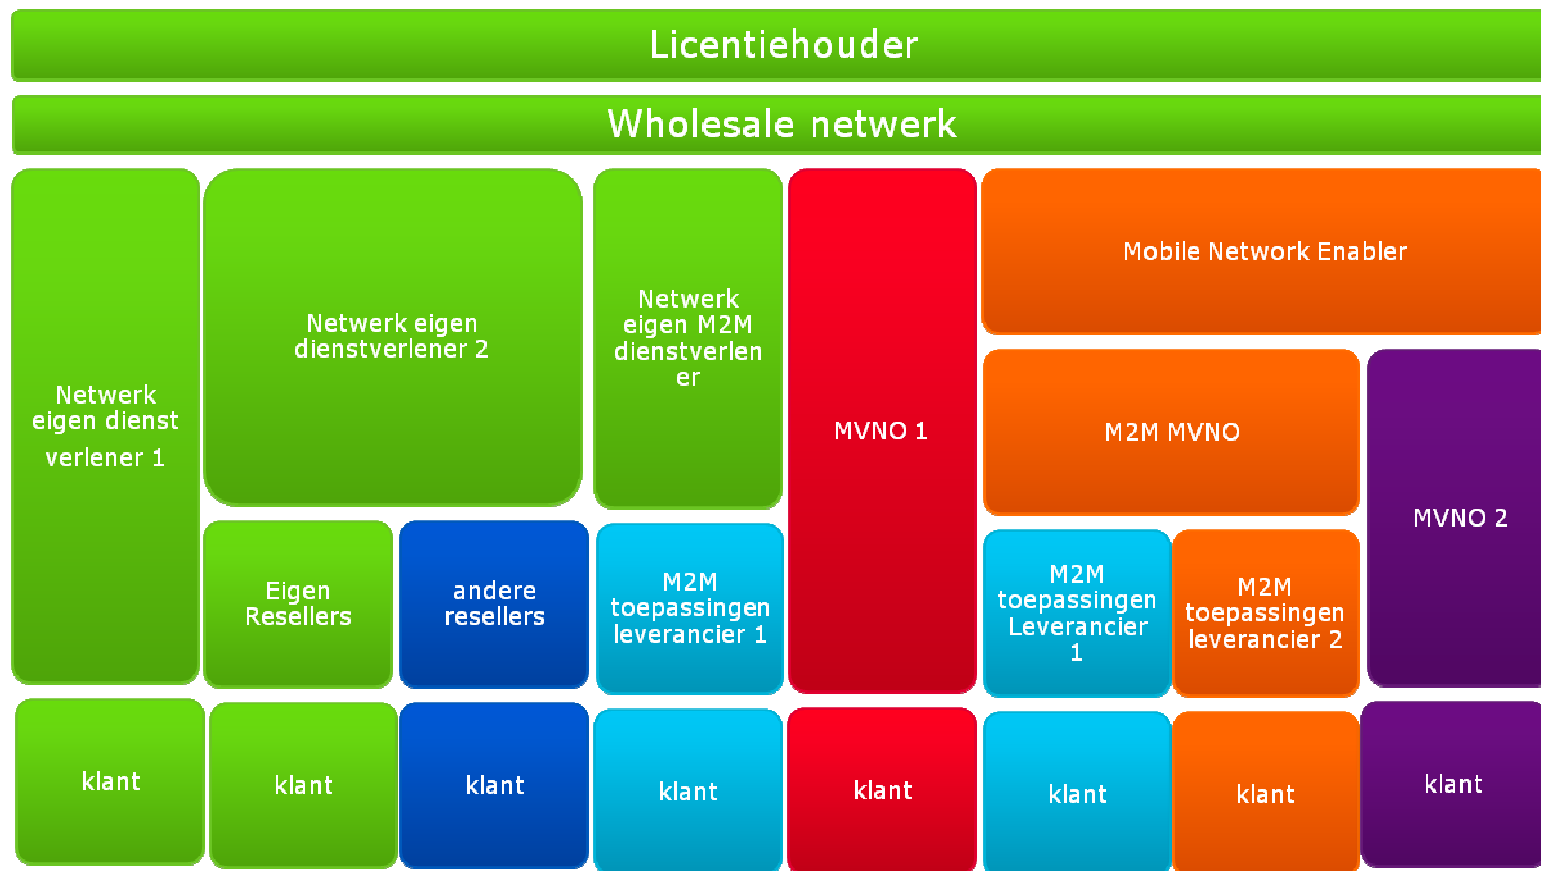 Licentiehouder
Wholesale netwerk
Netwerk
eigen dienst
verlener 1
Netwerk eigen
dienstverlener 2
Netwerk
eigen M2M
dienstverlen
er
MVNO 1
Mobile Network Enabler
M2M MVNO
MVNO 2
Eigen
Resellers
andere
resellers
M2M
toepassingen
leverancier 1
M2M
toepassingen
Leverancier
1
M2M
toepassingen
leverancier 2
klant
klant
klant
klant
klant
klant
klant
klant